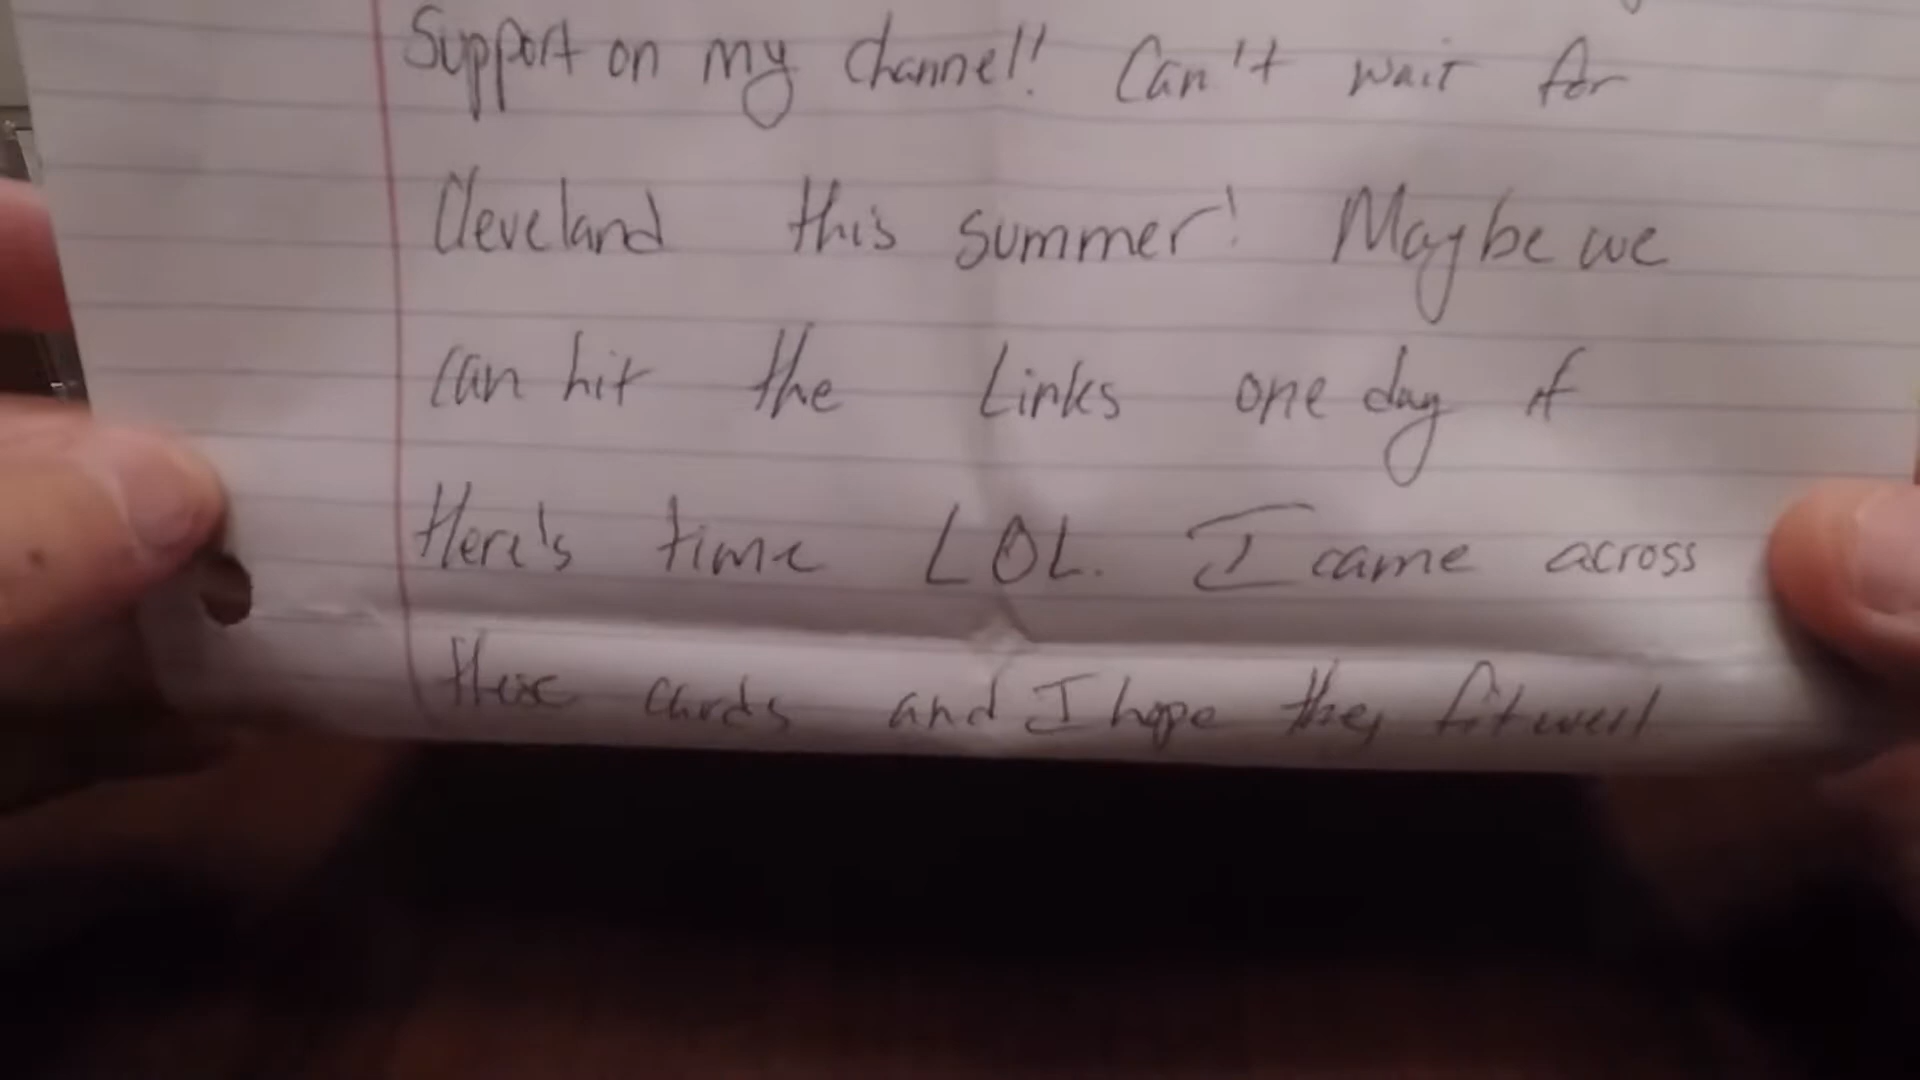 Support on my channel! Can't wait for
Cleveland this summer! Maybe we
can hit the Links one day if
Here's time LOL. I came across
these cards and I hope they fit well